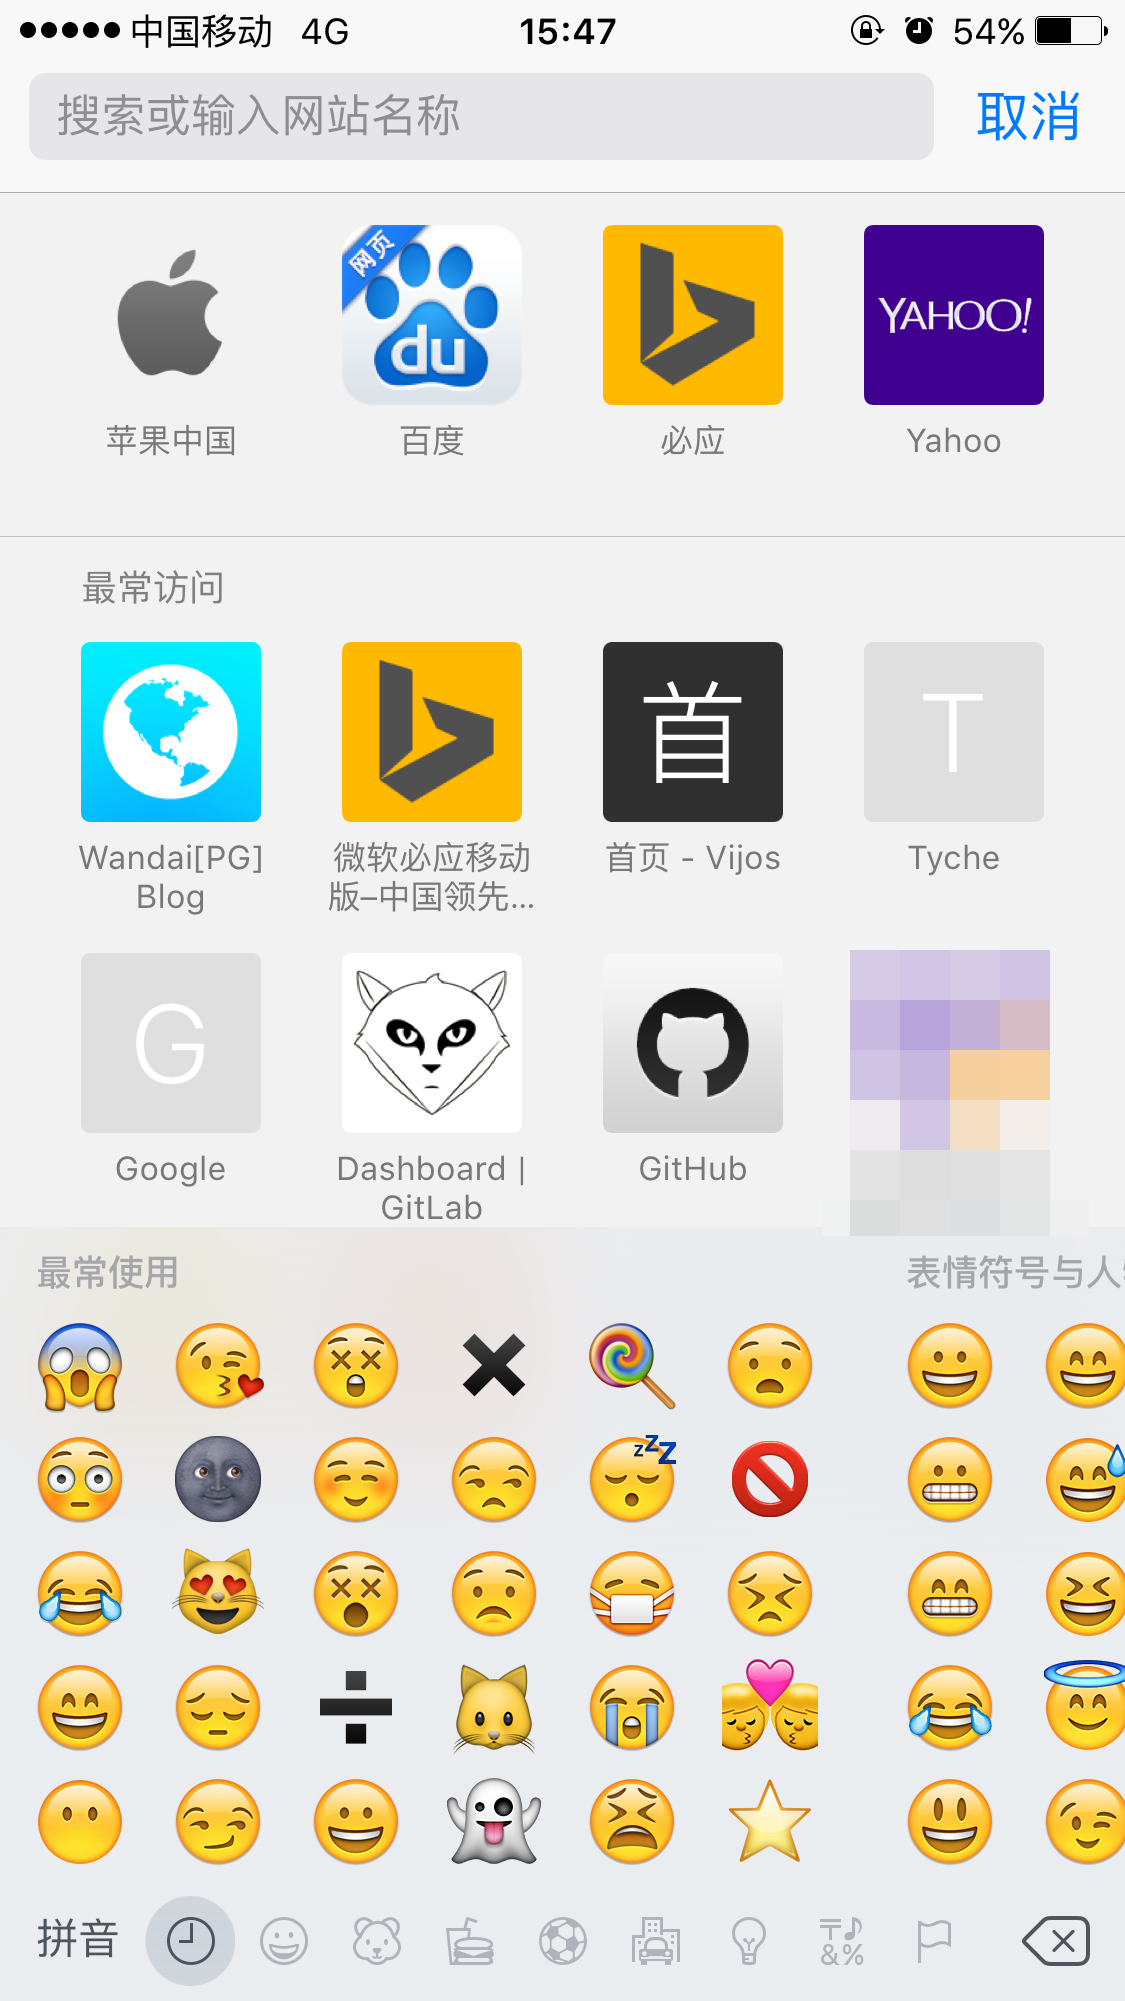 中国移动 4G 15:47 54%
搜索或输入网站名称 取消
网页
du
YAHOO!
苹果中国 百度 必应 Yahoo
最常访问
首 T
Wandai[PG] Blog
微软必应移动版–中国领先...
首页 - Vijos
Tyche
G
Google
Dashboard | GitLab
GitHub
最常使用 表情符号与人
zzZ
拼音
&%